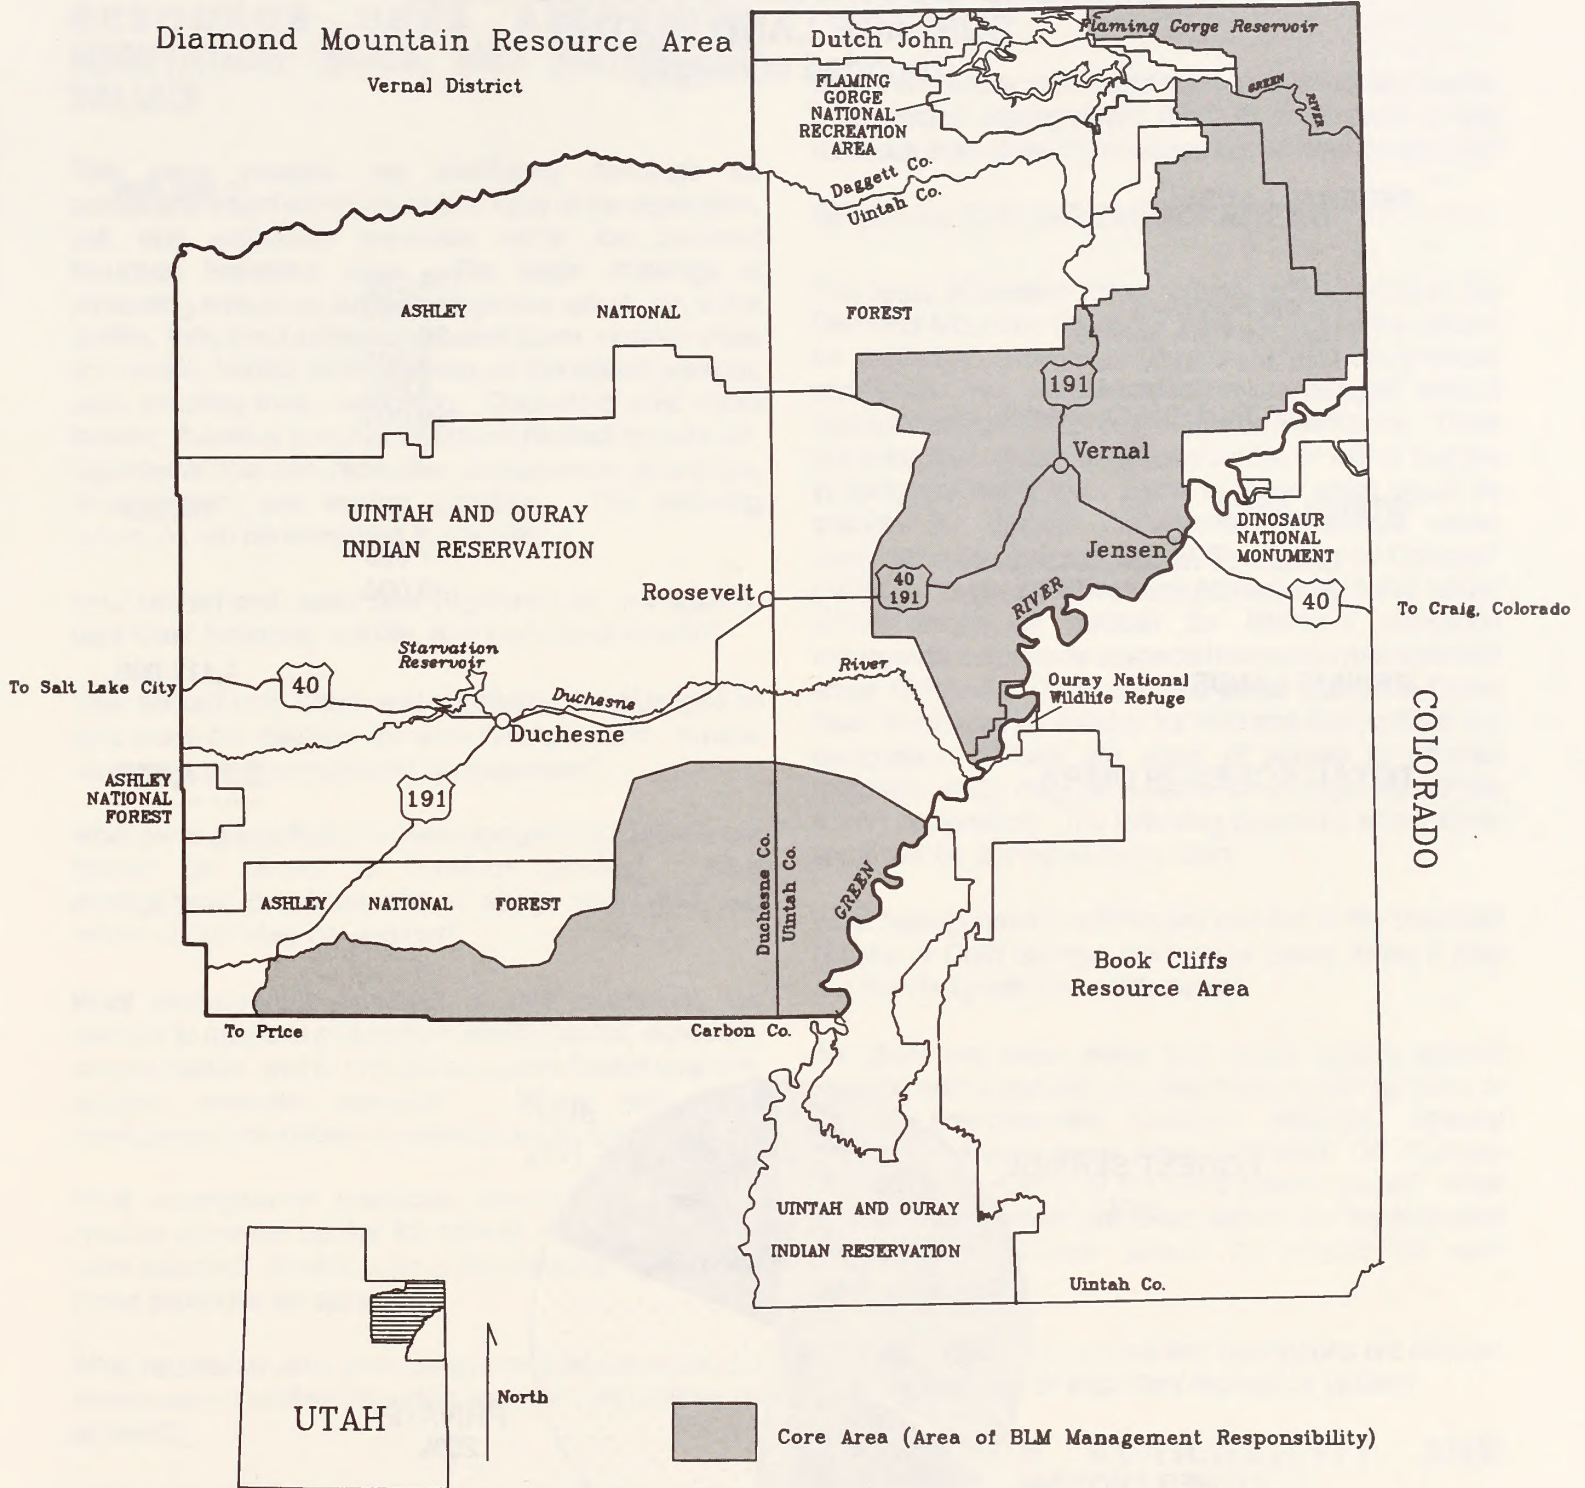 Diamond Mountain Resource Area
Vernal District
Dutch John
Flaming Gorge Reservoir
FLAMING
GORGE
NATIONAL
RECREATION
AREA
GREEN
RIVER
Daggett Co.
Uintah Co.
ASHLEY NATIONAL FOREST
191
Vernal
UINTAH AND OURAY
INDIAN RESERVATION
DINOSAUR
NATIONAL
MONUMENT
Jensen
Roosevelt
40
191
RIVER
40
To Craig, Colorado
Starvation
Reservoir
River
To Salt Lake City
40
Duchesne
Ouray National
Wildlife Refuge
Duchesne
COLORADO
ASHLEY
NATIONAL
FOREST
191
Duchesne Co.
Uintah Co.
GREEN
ASHLEY NATIONAL FOREST
Book Cliffs
Resource Area
To Price
Carbon Co.
UINTAH AND OURAY
INDIAN RESERVATION
Uintah Co.
North
UTAH
Core Area (Area of BLM Management Responsibility)